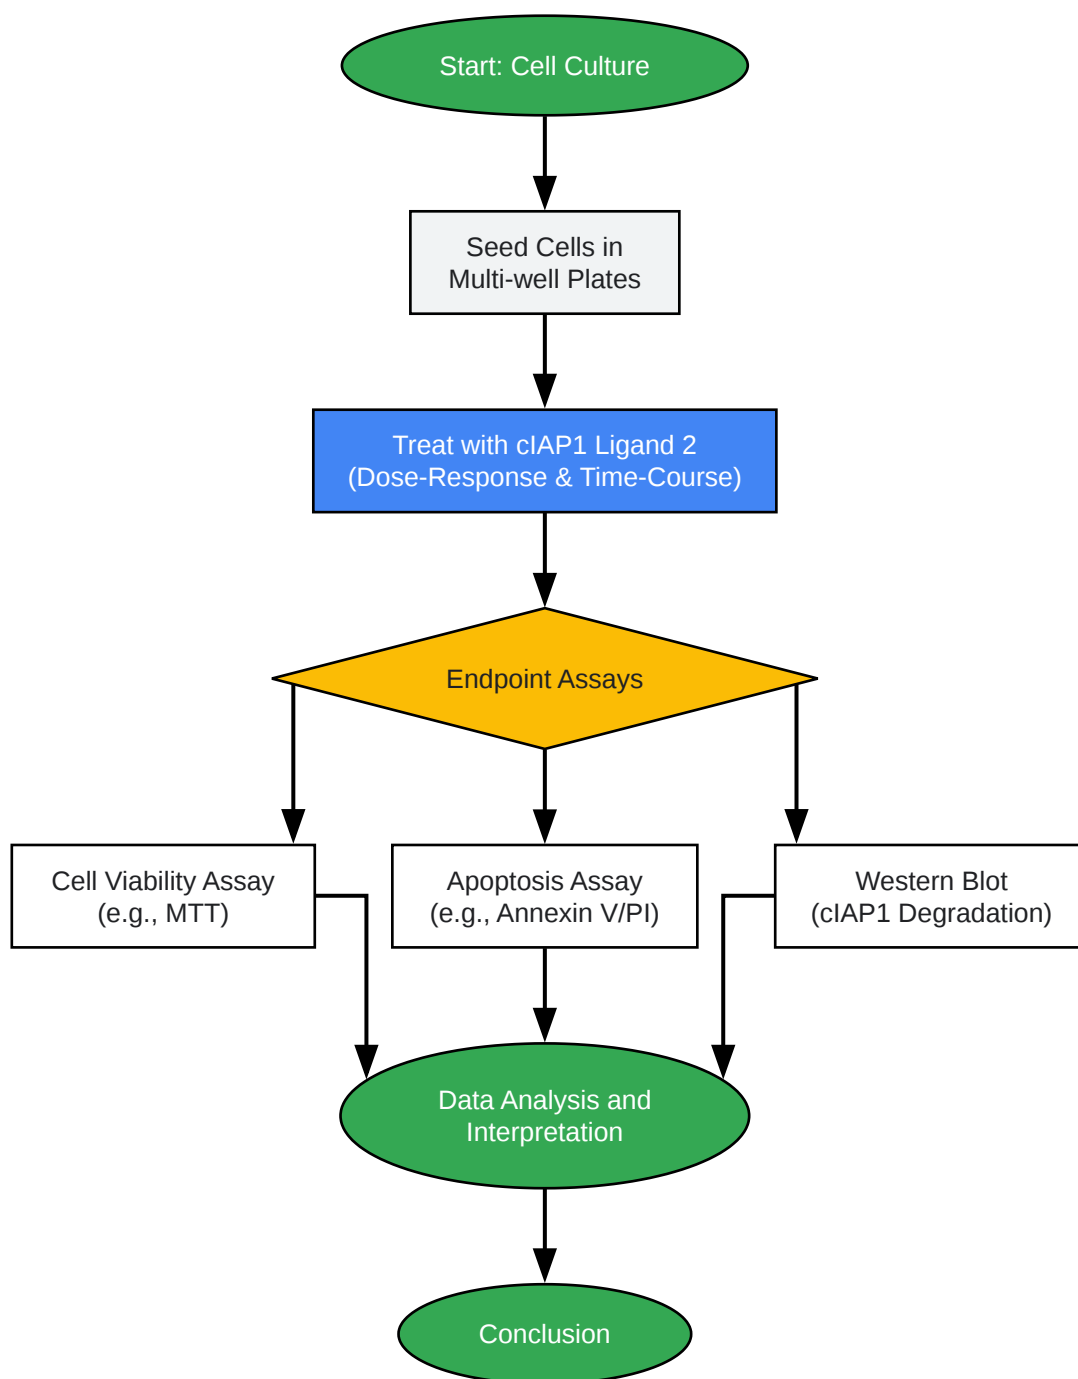 Start: Cell Culture
Seed Cells in
Multi-well Plates
Treat with cIAP1 Ligand 2
(Dose-Response & Time-Course)
Endpoint Assays
Cell Viability Assay
(e.g., MTT)
Apoptosis Assay
(e.g., Annexin V/PI)
Western Blot
(cIAP1 Degradation)
Data Analysis and
Interpretation
Conclusion